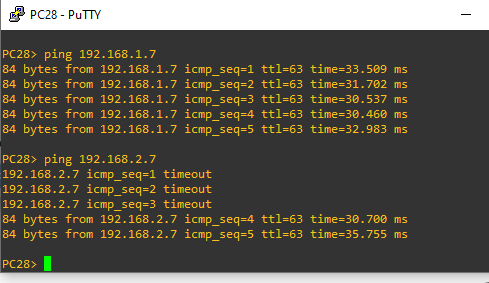 PC28 - PuTTY
PC28> ping 192.168.1.7
84 bytes from 192.168.1.7 icmp_seq=1 ttl=63 time=33.509 ms
84 bytes from 192.168.1.7 icmp_seq=2 ttl=63 time=31.702 ms
84 bytes from 192.168.1.7 icmp_seq=3 ttl=63 time=30.537 ms
84 bytes from 192.168.1.7 icmp_seq=4 ttl=63 time=30.460 ms
84 bytes from 192.168.1.7 icmp_seq=5 ttl=63 time=32.983 ms
PC28> ping 192.168.2.7
192.168.2.7 icmp_seq=1 timeout
192.168.2.7 icmp_seq=2 timeout
192.168.2.7 icmp_seq=3 timeout
84 bytes from 192.168.2.7 icmp_seq=4 ttl=63 time=30.700 ms
84 bytes from 192.168.2.7 icmp_seq=5 ttl=63 time=35.755 ms
PC28>